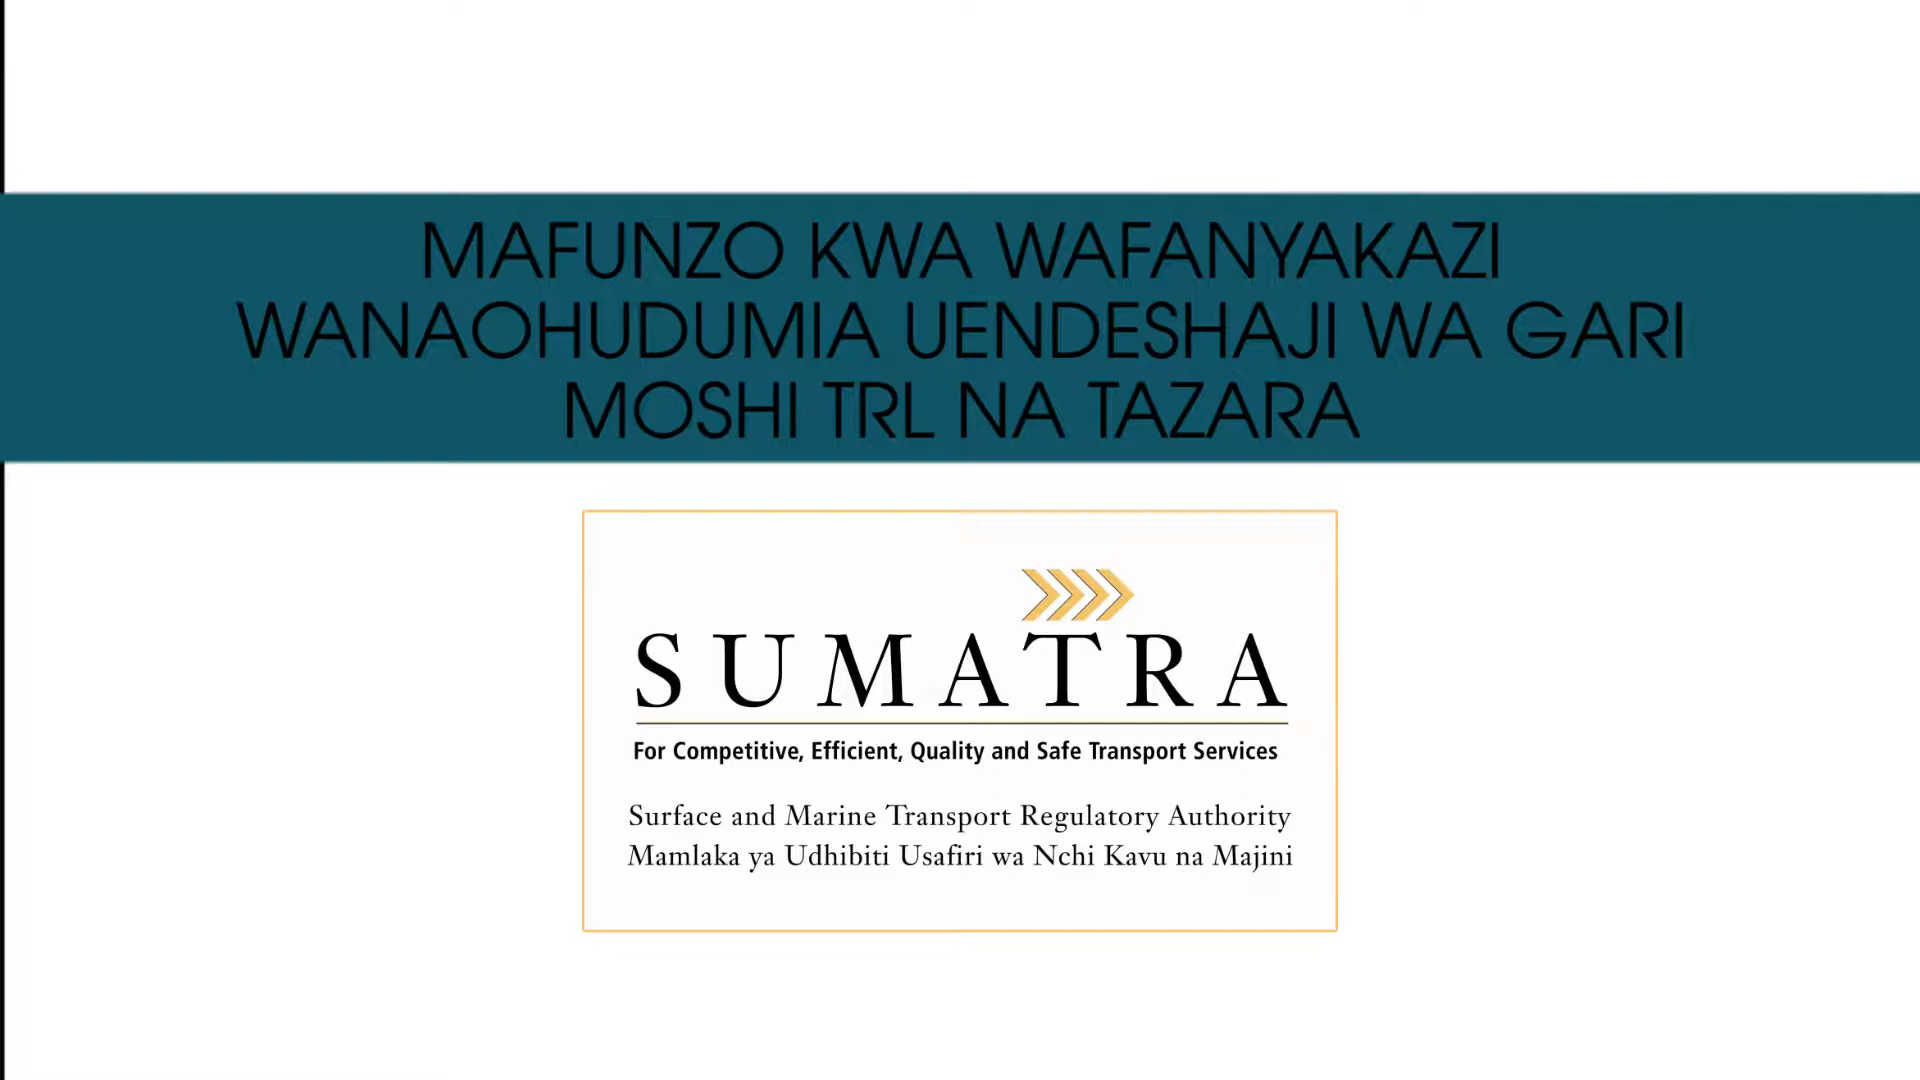 MAFUNZO KWA WAFANYAKAZI
WANAOHUDUMIA UENDESHAJI WA GARI
MOSHI TRL NA TAZARA
SUMATRA
For Competitive, Efficient, Quality and Safe Transport Services
Surface and Marine Transport Regulatory Authority
Mamlaka ya Udhibiti Usafiri wa Nchi Kavu na Majini